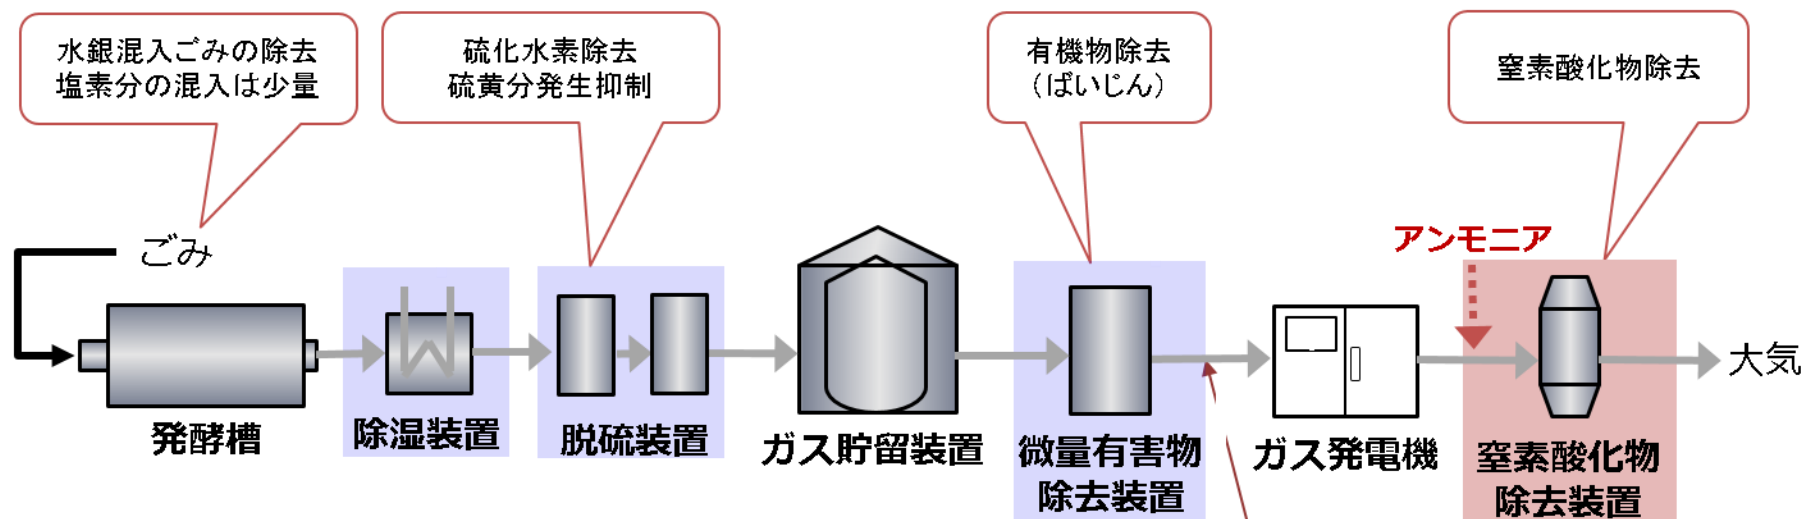 水銀混入ごみの除去
塩素分の混入は少量
硫化水素除去
硫黄分発生抑制
有機物除去
（ばいじん）
窒素酸化物除去
ごみ
アンモニア
大気
発酵槽
除湿装置
脱硫装置
ガス貯留装置
微量有害物
除去装置
ガス発電機
窒素酸化物
除去装置